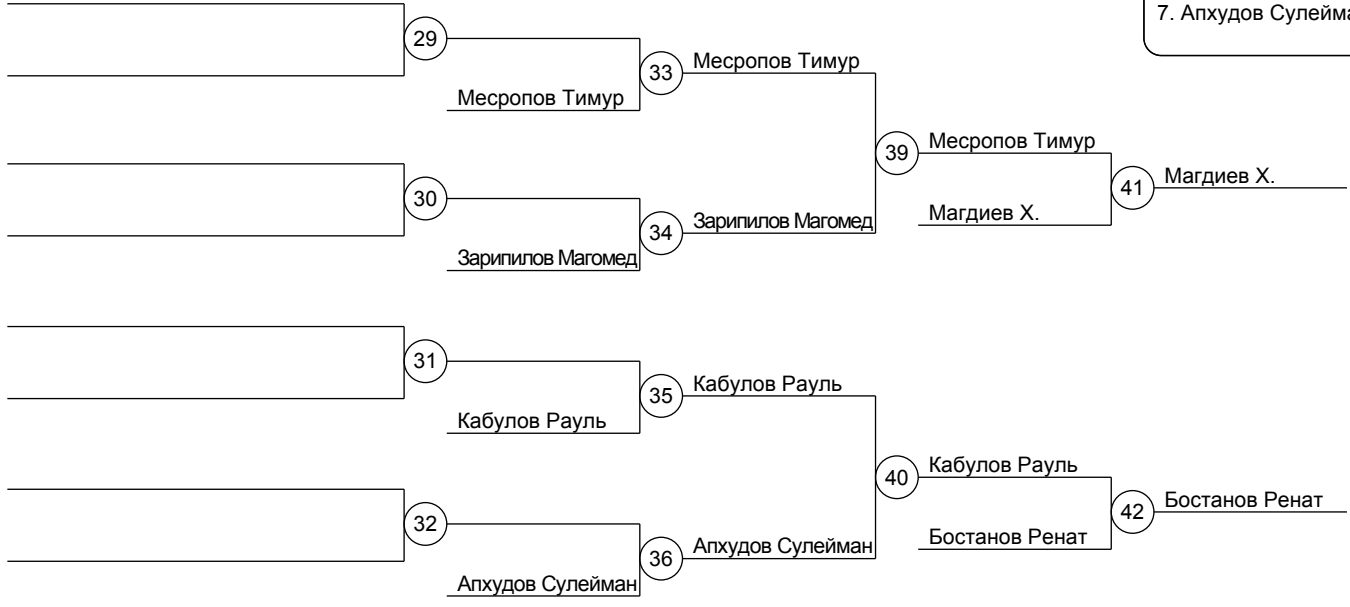 7. Апхудов Сулейма
29
33
Месропов Тимур
Месропов Тимур
39
Месропов Тимур
41
Магдиев Х.
30
34
Зарипилов Магомед
Магдиев Х.
Зарипилов Магомед
31
35
Кабулов Рауль
Кабулов Рауль
40
Кабулов Рауль
42
Бостанов Ренат
32
36
Апхудов Сулейман
Бостанов Ренат
Апхудов Сулейман